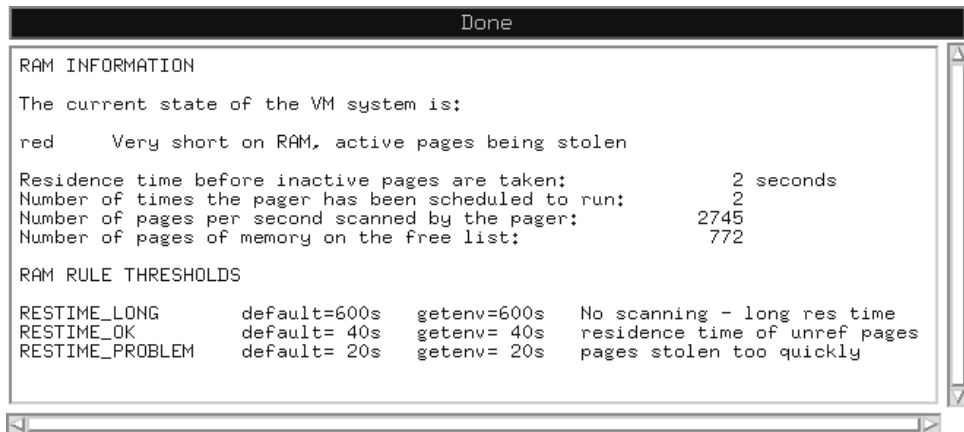 Done
RAM INFORMATION
The current state of the VM system is:
red      Very short on RAM, active pages being stolen
Residence time before inactive pages are taken:                2 seconds
Number of times the pager has been scheduled to run:           2
Number of pages per second scanned by the pager:            2745
Number of pages of memory on the free list:                  772
RAM RULE THRESHOLDS
RESTIME_LONG       default=600s   getenv=600s   No scanning - long res time
RESTIME_OK         default= 40s   getenv= 40s   residence time of unref pages
RESTIME_PROBLEM    default= 20s   getenv= 20s   pages stolen too quickly